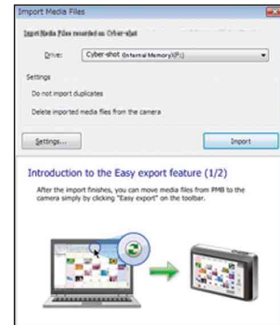 Import Media Files
Import Media Files recorded on Cyber-shot
Drive:
Cyber-shot (Internal Memory)(F:)
Settings
Do not import duplicates
Delete imported media files from the camera
Settings...
Import
Introduction to the Easy export feature (1/2)
After the import finishes, you can move media files from PMB to the
camera simply by clicking "Easy export" on the toolbar.